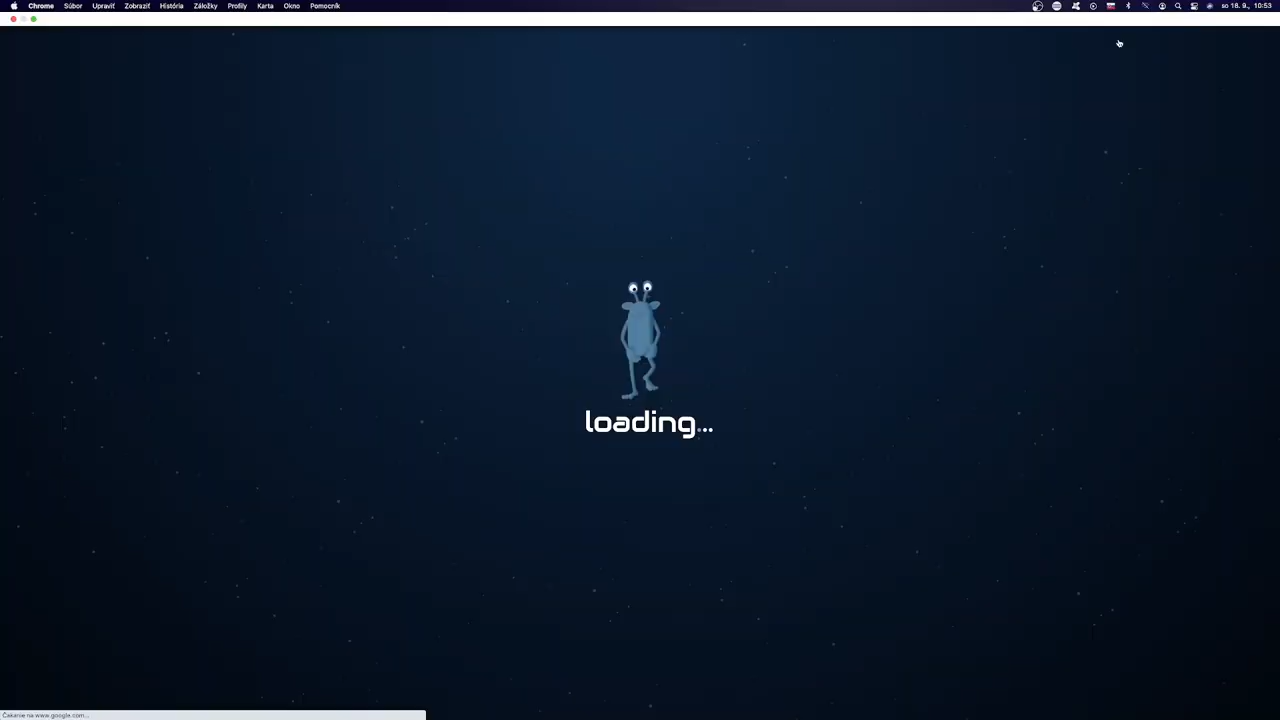 Chrome Súbor Upraviť Zobraziť História Záložky Profily Karta Okno Pomocník
so 18. 9., 10:53
loading...
Čakanie na www.google.com...